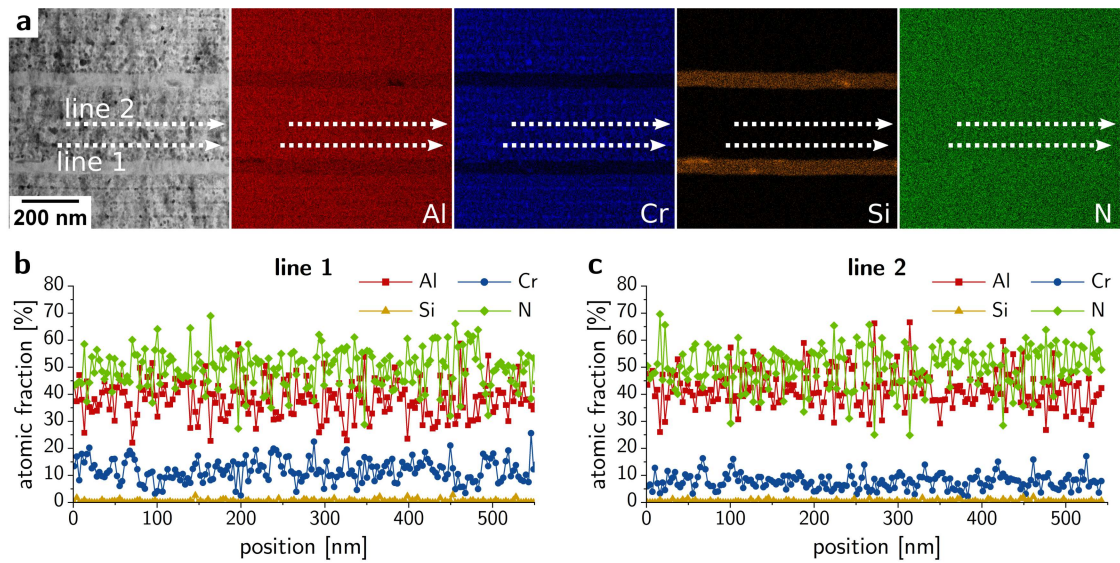 a
line 2
line 1
200 nm
Al
Cr
Si
N
b
line 1
Al
Cr
Si
N
atomic fraction [%]
80
70
60
50
40
30
20
10
0
0 100 200 300 400 500
position [nm]
c
line 2
Al
Cr
Si
N
atomic fraction [%]
80
70
60
50
40
30
20
10
0
0 100 200 300 400 500
position [nm]